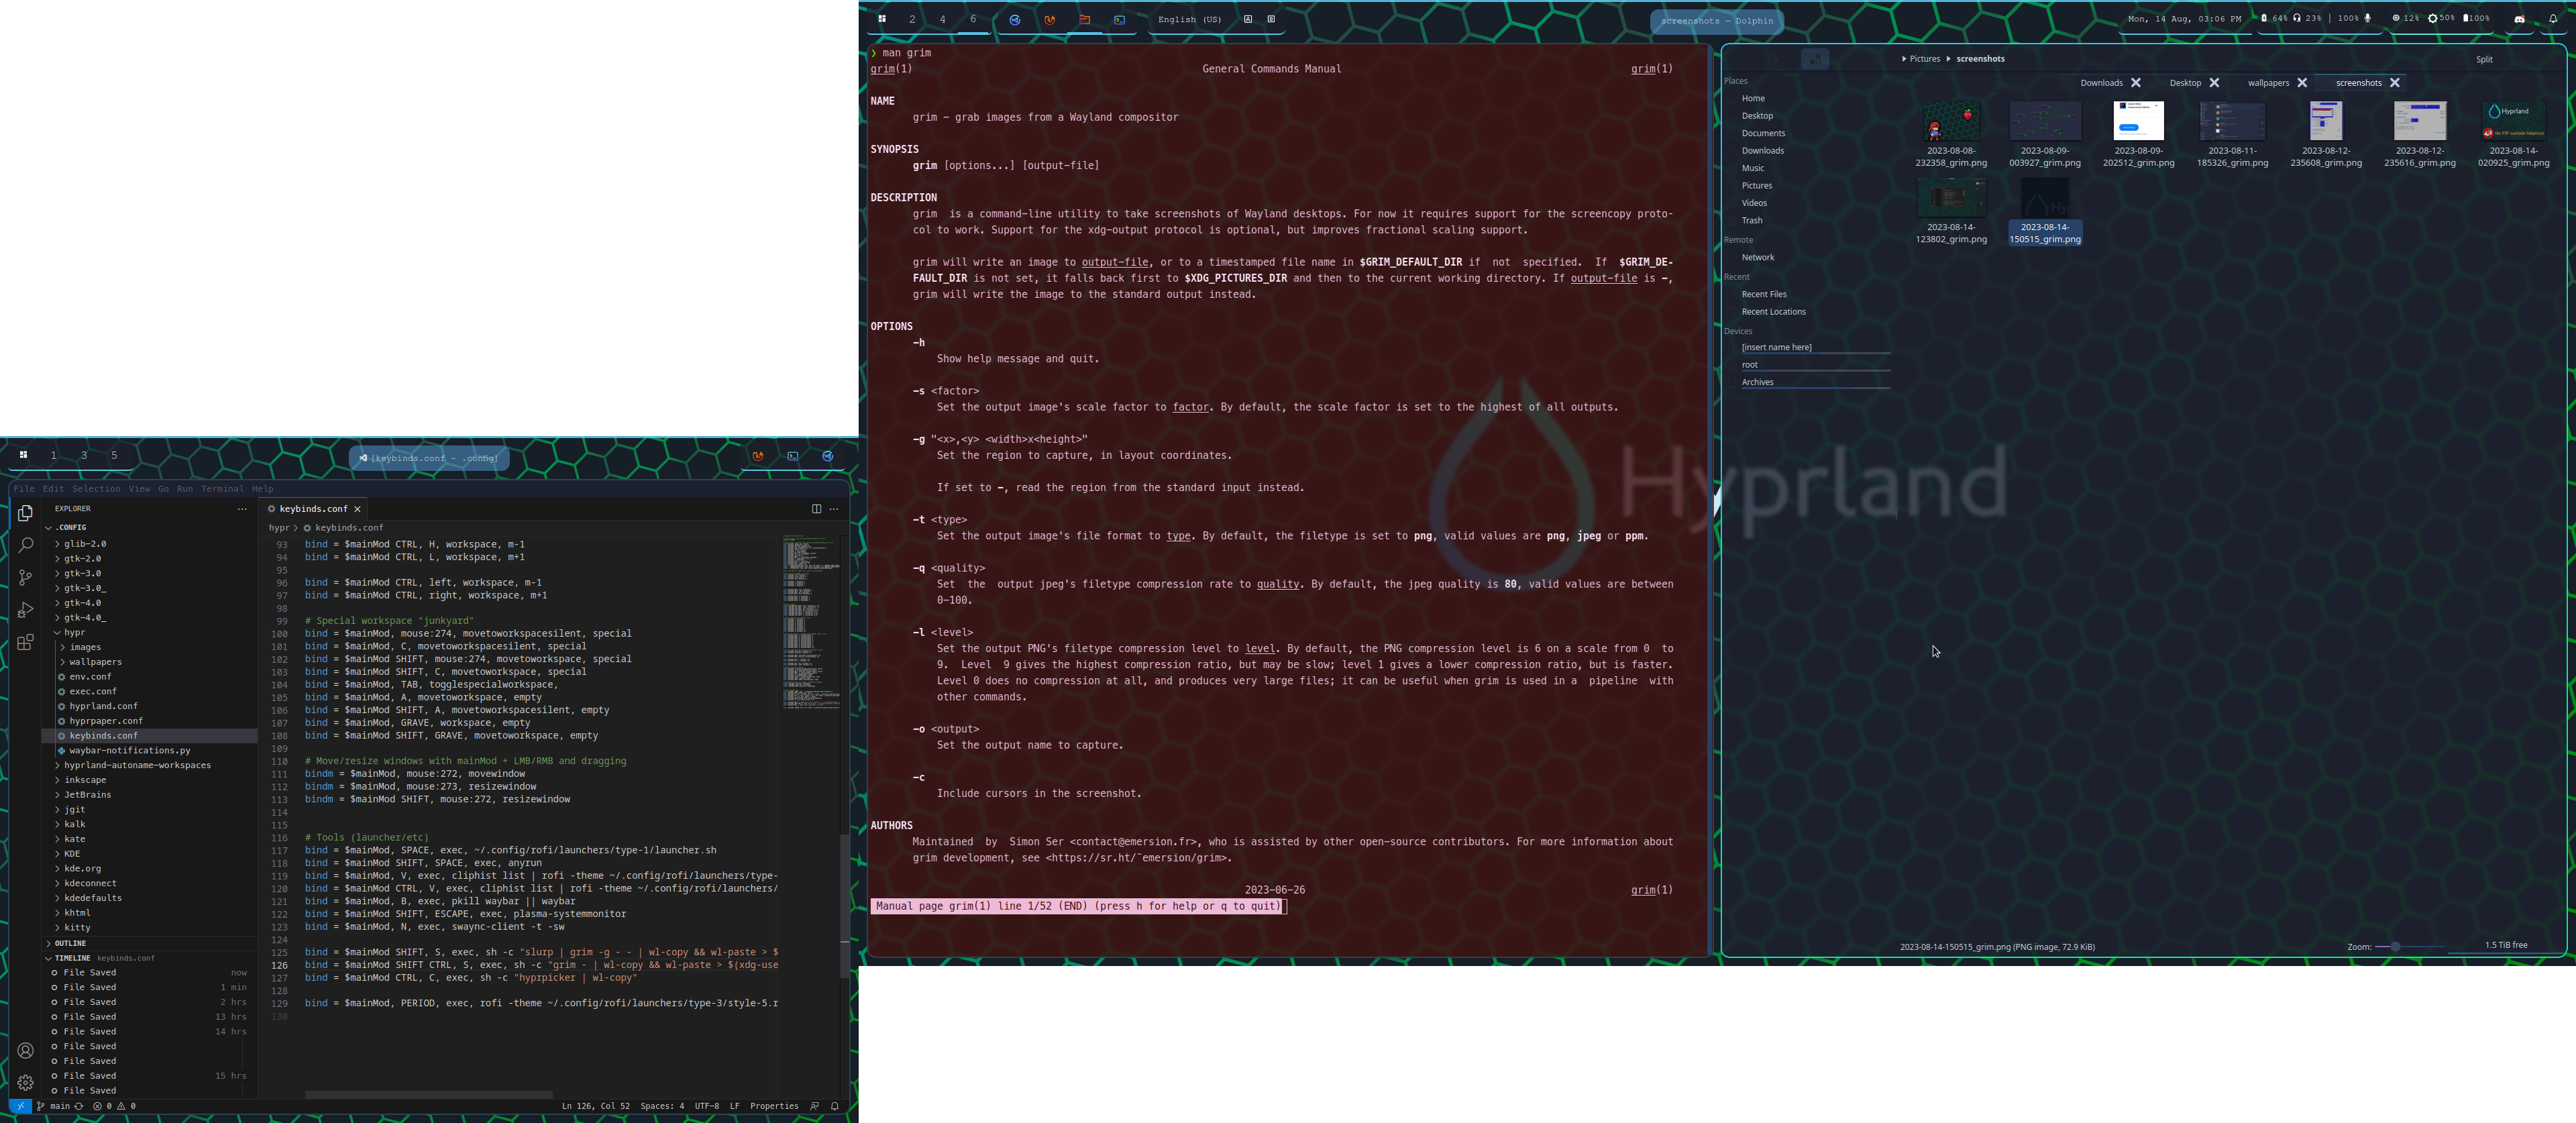 2 4 6
English (US)
screenshots — Dolphin
Mon, 14 Aug, 03:06 PM
64% 23% | 100%
12% 50% 100%
❯ man grim
grim(1) General Commands Manual grim(1)
NAME
grim - grab images from a Wayland compositor
SYNOPSIS
grim [options...] [output-file]
DESCRIPTION
grim is a command-line utility to take screenshots of Wayland desktops. For now it requires support for the screencopy proto-
col to work. Support for the xdg-output protocol is optional, but improves fractional scaling support.
grim will write an image to output-file, or to a timestamped file name in $GRIM_DEFAULT_DIR if not specified. If $GRIM_DE-
FAULT_DIR is not set, it falls back first to $XDG_PICTURES_DIR and then to the current working directory. If output-file is -,
grim will write the image to the standard output instead.
OPTIONS
-h
Show help message and quit.
-s <factor>
Set the output image's scale factor to factor. By default, the scale factor is set to the highest of all outputs.
-g "<x>,<y> <width>x<height>"
Set the region to capture, in layout coordinates.
If set to -, read the region from the standard input instead.
-t <type>
Set the output image's file format to type. By default, the filetype is set to png, valid values are png, jpeg or ppm.
-q <quality>
Set the output jpeg's filetype compression rate to quality. By default, the jpeg quality is 80, valid values are between
0-100.
-l <level>
Set the output PNG's filetype compression level to level. By default, the PNG compression level is 6 on a scale from 0 to
9. Level 9 gives the highest compression ratio, but may be slow; level 1 gives a lower compression ratio, but is faster.
Level 0 does no compression at all, and produces very large files; it can be useful when grim is used in a pipeline with
other commands.
-o <output>
Set the output name to capture.
-c
Include cursors in the screenshot.
AUTHORS
Maintained by Simon Ser <contact@emersion.fr>, who is assisted by other open-source contributors. For more information about
grim development, see <https://sr.ht/~emersion/grim>.
2023-06-26 grim(1)
Manual page grim(1) line 1/52 (END) (press h for help or q to quit)
Hyprland
Pictures screenshots
Split
Downloads Desktop wallpapers screenshots
Places
Home
Desktop
Documents
Downloads
Music
Pictures
Videos
Trash
Remote
Network
Recent
Recent Files
Recent Locations
Devices
[insert name here]
root
Archives
Hyprland
2023-08-08-
232358_grim.png
2023-08-09-
003927_grim.png
2023-08-09-
202512_grim.png
2023-08-11-
185326_grim.png
2023-08-12-
235608_grim.png
2023-08-12-
235616_grim.png
2023-08-14-
020925_grim.png
2023-08-14-
123802_grim.png
2023-08-14-
150515_grim.png
2023-08-14-150515_grim.png (PNG image, 72.9 KiB)
Zoom:
1.5 TiB free
1 3 5
[keybinds.conf - .config]
File Edit Selection View Go Run Terminal Help
EXPLORER
.CONFIG
glib-2.0
gtk-2.0
gtk-3.0
gtk-3.0_
gtk-4.0
gtk-4.0_
hypr
images
wallpapers
env.conf
exec.conf
hyprland.conf
hyprpaper.conf
keybinds.conf
waybar-notifications.py
hyprland-autoname-workspaces
inkscape
JetBrains
jgit
kalk
kate
KDE
kde.org
kdeconnect
kdedefaults
khtml
kitty
OUTLINE
TIMELINE keybinds.conf
File Saved now
File Saved 1 min
File Saved 2 hrs
File Saved 13 hrs
File Saved 14 hrs
File Saved
File Saved
File Saved 15 hrs
File Saved
keybinds.conf
hypr > keybinds.conf
93 bind = $mainMod CTRL, H, workspace, m-1
94 bind = $mainMod CTRL, L, workspace, m+1
95
96 bind = $mainMod CTRL, left, workspace, m-1
97 bind = $mainMod CTRL, right, workspace, m+1
98
99 # Special workspace "junkyard"
100 bind = $mainMod, mouse:274, movetoworkspacesilent, special
101 bind = $mainMod, C, movetoworkspacesilent, special
102 bind = $mainMod SHIFT, mouse:274, movetoworkspace, special
103 bind = $mainMod SHIFT, C, movetoworkspace, special
104 bind = $mainMod, TAB, togglespecialworkspace,
105 bind = $mainMod, A, movetoworkspace, empty
106 bind = $mainMod SHIFT, A, movetoworkspacesilent, empty
107 bind = $mainMod, GRAVE, workspace, empty
108 bind = $mainMod SHIFT, GRAVE, movetoworkspace, empty
109
110 # Move/resize windows with mainMod + LMB/RMB and dragging
111 bindm = $mainMod, mouse:272, movewindow
112 bindm = $mainMod, mouse:273, resizewindow
113 bindm = $mainMod SHIFT, mouse:272, resizewindow
114
115
116 # Tools (launcher/etc)
117 bind = $mainMod, SPACE, exec, ~/.config/rofi/launchers/type-1/launcher.sh
118 bind = $mainMod SHIFT, SPACE, exec, anyrun
119 bind = $mainMod, V, exec, cliphist list | rofi -theme ~/.config/rofi/launchers/type-
120 bind = $mainMod CTRL, V, exec, cliphist list | rofi -theme ~/.config/rofi/launchers/
121 bind = $mainMod, B, exec, pkill waybar || waybar
122 bind = $mainMod SHIFT, ESCAPE, exec, plasma-systemmonitor
123 bind = $mainMod, N, exec, swaync-client -t -sw
124
125 bind = $mainMod SHIFT, S, exec, sh -c "slurp | grim -g - - | wl-copy && wl-paste > $
126 bind = $mainMod SHIFT CTRL, S, exec, sh -c "grim - | wl-copy && wl-paste > $(xdg-use
127 bind = $mainMod CTRL, C, exec, sh -c "hyprpicker | wl-copy"
128
129 bind = $mainMod, PERIOD, exec, rofi -theme ~/.config/rofi/launchers/type-3/style-5.r
130
main 0 0
Ln 126, Col 52 Spaces: 4 UTF-8 LF Properties